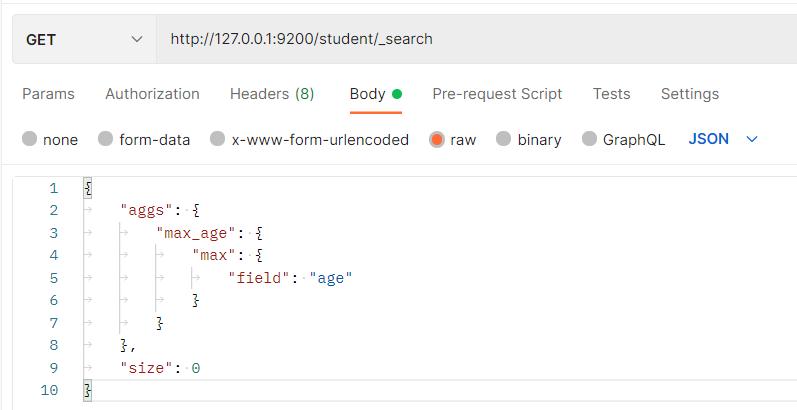 GET http://127.0.0.1:9200/student/_search
Params Authorization Headers (8) Body Pre-request Script Tests Settings
none form-data x-www-form-urlencoded raw binary GraphQL JSON
1 {
2 "aggs": {
3 "max_age": {
4 "max": {
5 "field": "age"
6 }
7 }
8 },
9 "size": 0
10 }